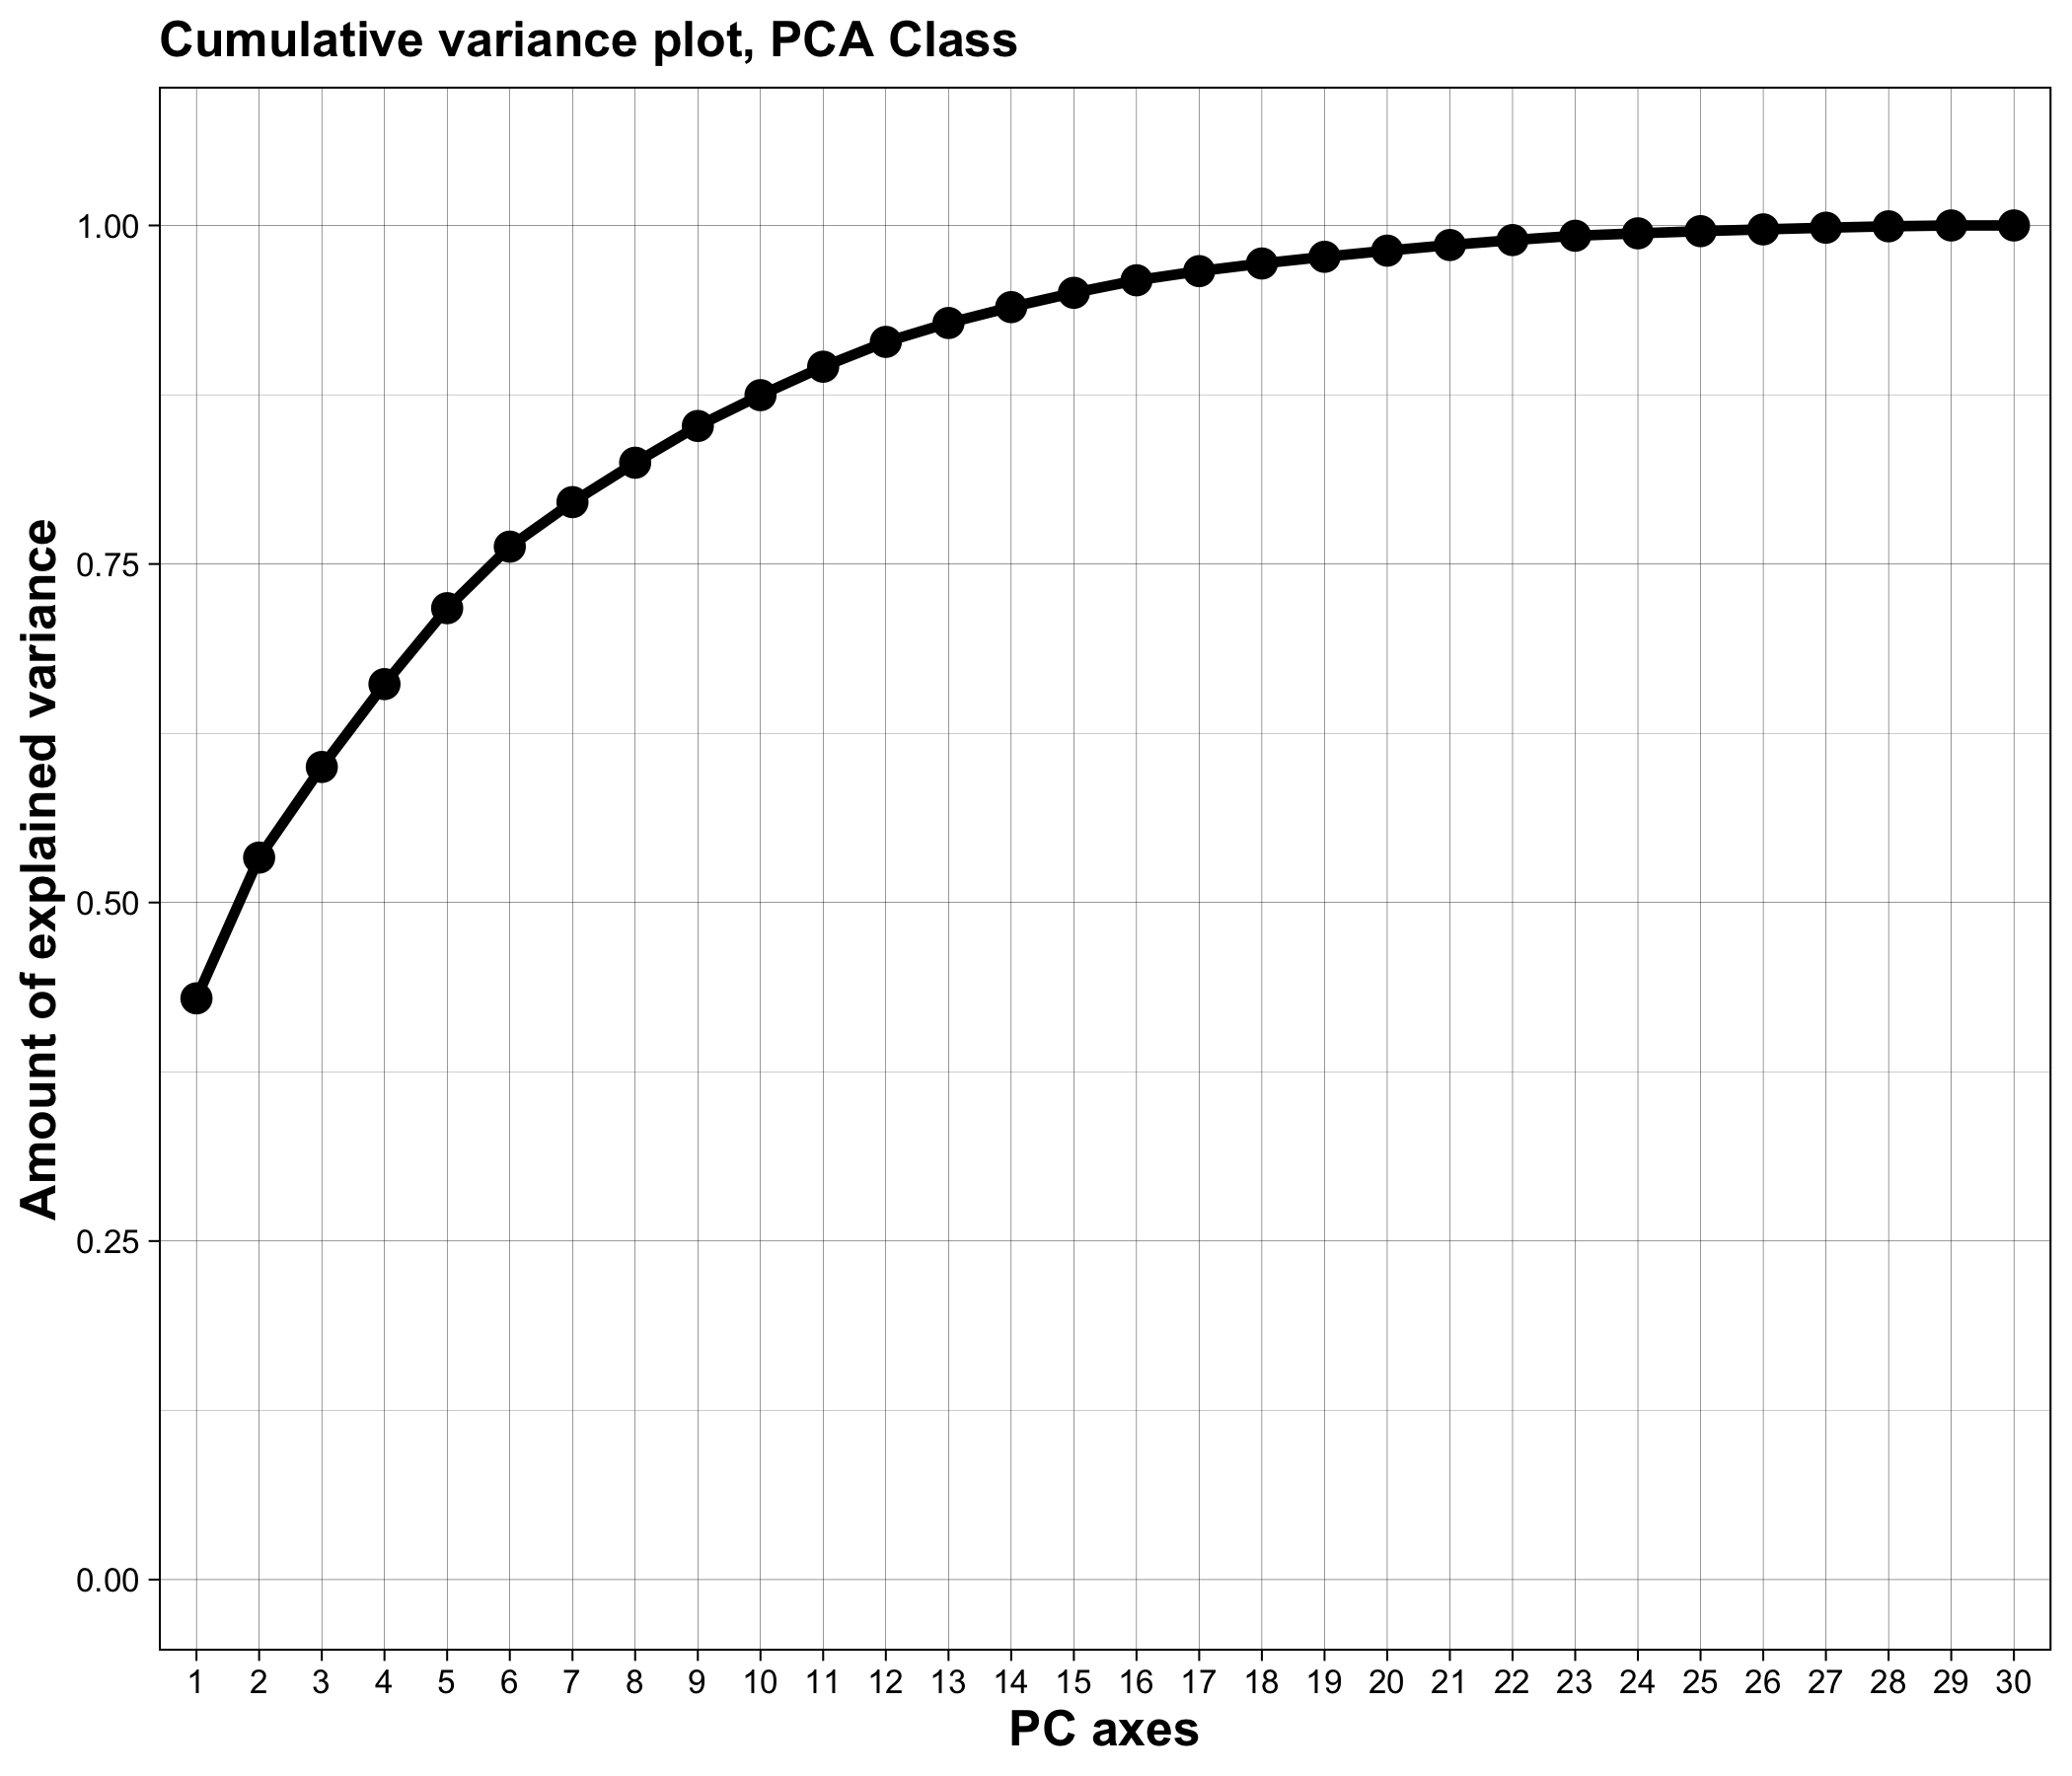 Cumulative variance plot, PCA Class
Amount of explained variance
1.00
0.75
0.50
0.25
0.00
1 2 3 4 5 6 7 8 9 10 11 12 13 14 15 16 17 18 19 20 21 22 23 24 25 26 27 28 29 30
PC axes